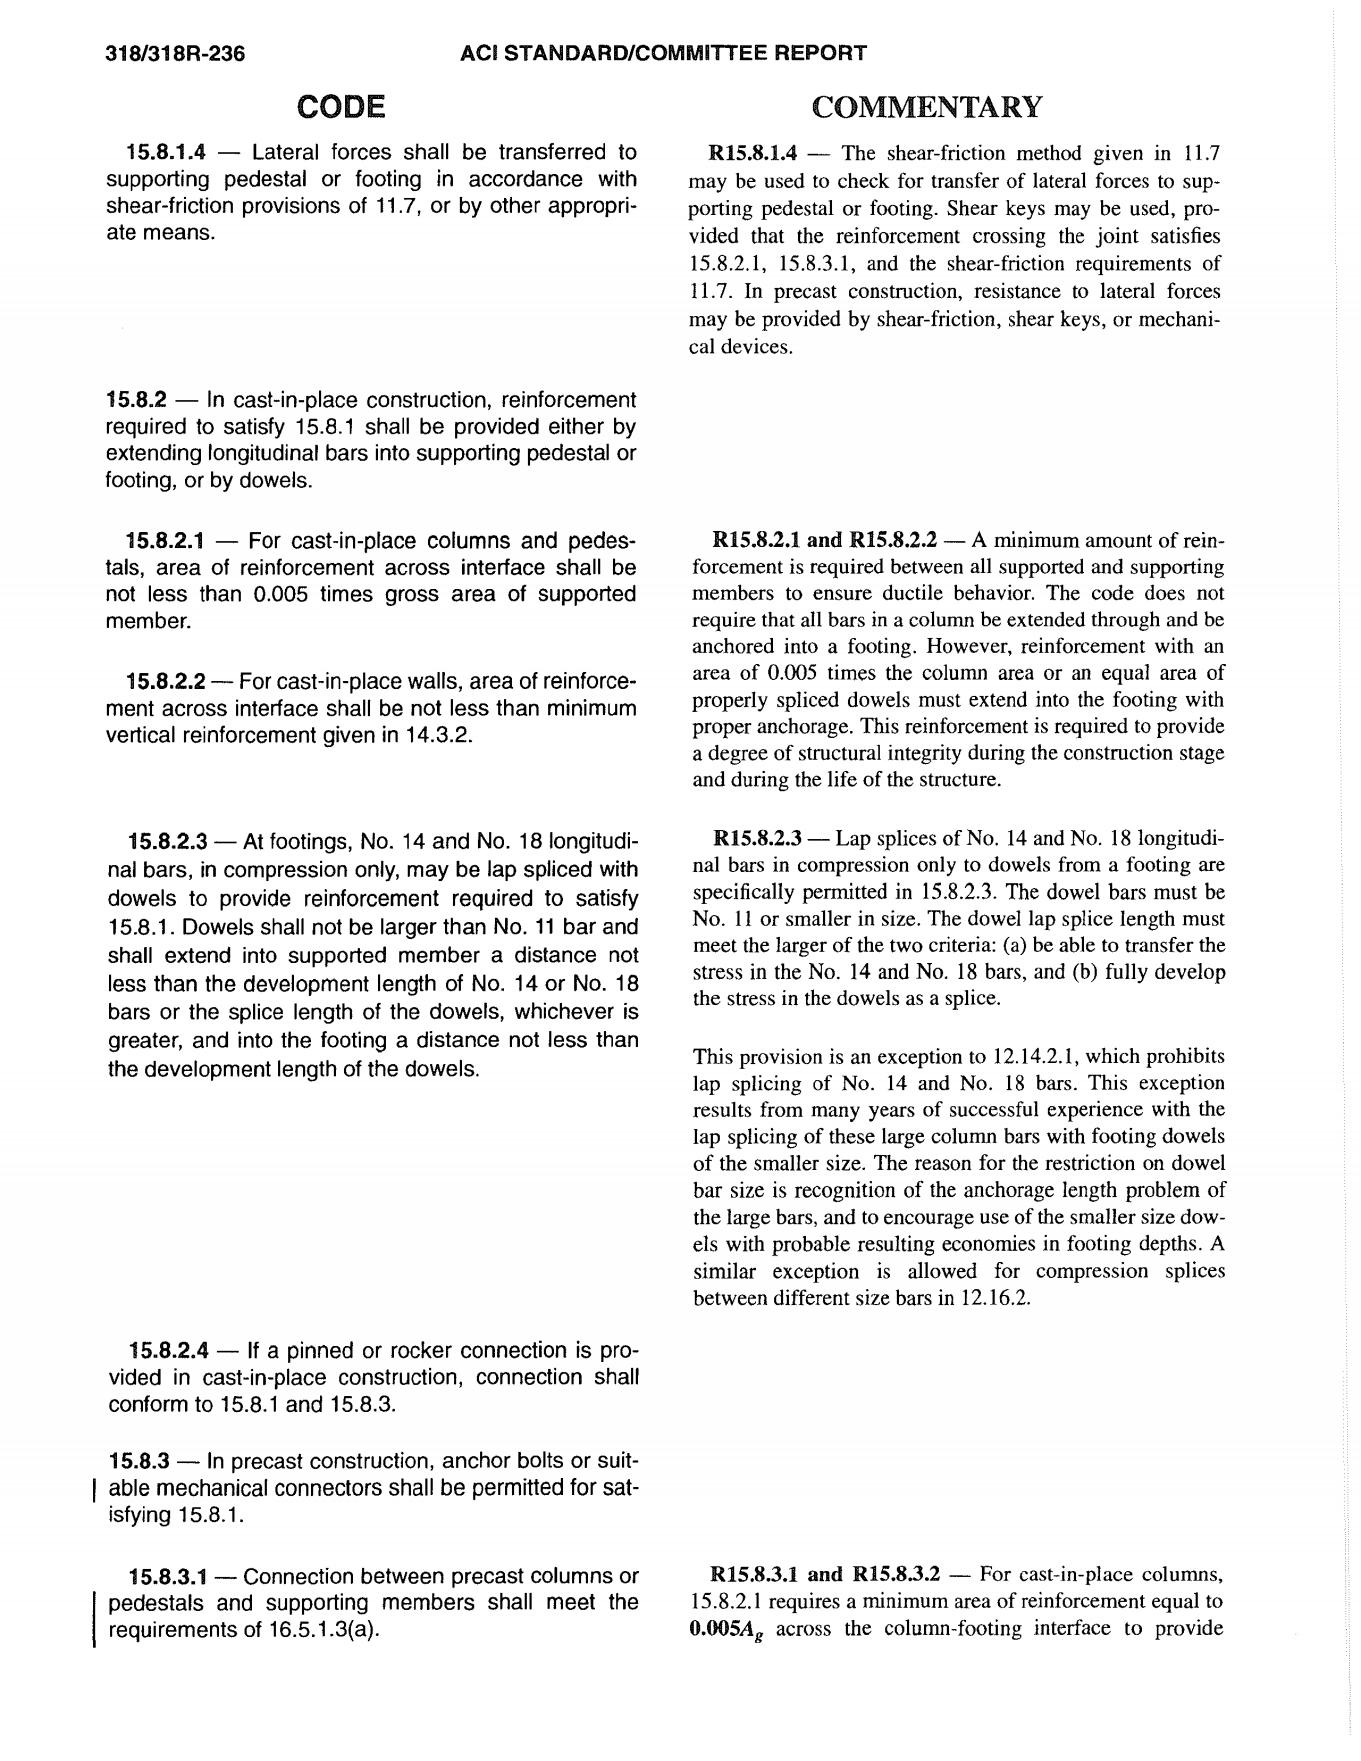 318/318R-236
ACI STANDARD/COMMITTEE REPORT
CODE
15.8.1.4 — Lateral forces shall be transferred to
supporting pedestal or footing in accordance with
shear-friction provisions of 11.7, or by other appropri-
ate means.
15.8.2 — In cast-in-place construction, reinforcement
required to satisfy 15.8.1 shall be provided either by
extending longitudinal bars into supporting pedestal or
footing, or by dowels.
15.8.2.1 — For cast-in-place columns and pedes-
tals, area of reinforcement across interface shall be
not less than 0.005 times gross area of supported
member.
15.8.2.2 — For cast-in-place walls, area of reinforce-
ment across interface shall be not less than minimum
vertical reinforcement given in 14.3.2.
15.8.2.3 — At footings, No. 14 and No. 18 longitudi-
nal bars, in compression only, may be lap spliced with
dowels to provide reinforcement required to satisfy
15.8.1. Dowels shall not be larger than No. 11 bar and
shall extend into supported member a distance not
less than the development length of No. 14 or No. 18
bars or the splice length of the dowels, whichever is
greater, and into the footing a distance not less than
the development length of the dowels.
15.8.2.4 — If a pinned or rocker connection is pro-
vided in cast-in-place construction, connection shall
conform to 15.8.1 and 15.8.3.
15.8.3 — In precast construction, anchor bolts or suit-
able mechanical connectors shall be permitted for sat-
isfying 15.8.1.
15.8.3.1 — Connection between precast columns or
pedestals and supporting members shall meet the
requirements of 16.5.1.3(a).
COMMENTARY
R15.8.1.4 — The shear-friction method given in 11.7
may be used to check for transfer of lateral forces to sup-
porting pedestal or footing. Shear keys may be used, pro-
vided that the reinforcement crossing the joint satisfies
15.8.2.1, 15.8.3.1, and the shear-friction requirements of
11.7. In precast construction, resistance to lateral forces
may be provided by shear-friction, shear keys, or mechani-
cal devices.
R15.8.2.1 and R15.8.2.2 — A minimum amount of rein-
forcement is required between all supported and supporting
members to ensure ductile behavior. The code does not
require that all bars in a column be extended through and be
anchored into a footing. However, reinforcement with an
area of 0.005 times the column area or an equal area of
properly spliced dowels must extend into the footing with
proper anchorage. This reinforcement is required to provide
a degree of structural integrity during the construction stage
and during the life of the structure.
R15.8.2.3 — Lap splices of No. 14 and No. 18 longitudi-
nal bars in compression only to dowels from a footing are
specifically permitted in 15.8.2.3. The dowel bars must be
No. 11 or smaller in size. The dowel lap splice length must
meet the larger of the two criteria: (a) be able to transfer the
stress in the No. 14 and No. 18 bars, and (b) fully develop
the stress in the dowels as a splice.
This provision is an exception to 12.14.2.1, which prohibits
lap splicing of No. 14 and No. 18 bars. This exception
results from many years of successful experience with the
lap splicing of these large column bars with footing dowels
of the smaller size. The reason for the restriction on dowel
bar size is recognition of the anchorage length problem of
the large bars, and to encourage use of the smaller size dow-
els with probable resulting economies in footing depths. A
similar exception is allowed for compression splices
between different size bars in 12.16.2.
R15.8.3.1 and R15.8.3.2 — For cast-in-place columns,
15.8.2.1 requires a minimum area of reinforcement equal to
0.005Ag across the column-footing interface to provide